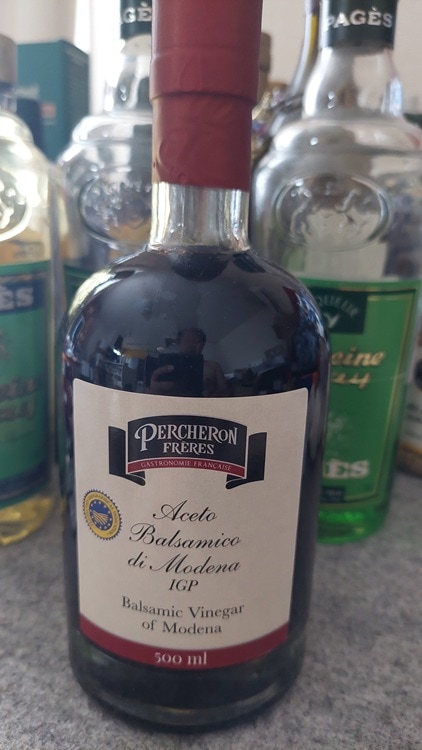 PAGÈS
PERCHERON
FRÈRES
GASTRONOMIE FRANÇAISE
Aceto
Balsamico
di Modena
IGP
Balsamic Vinegar
of Modena
500 ml